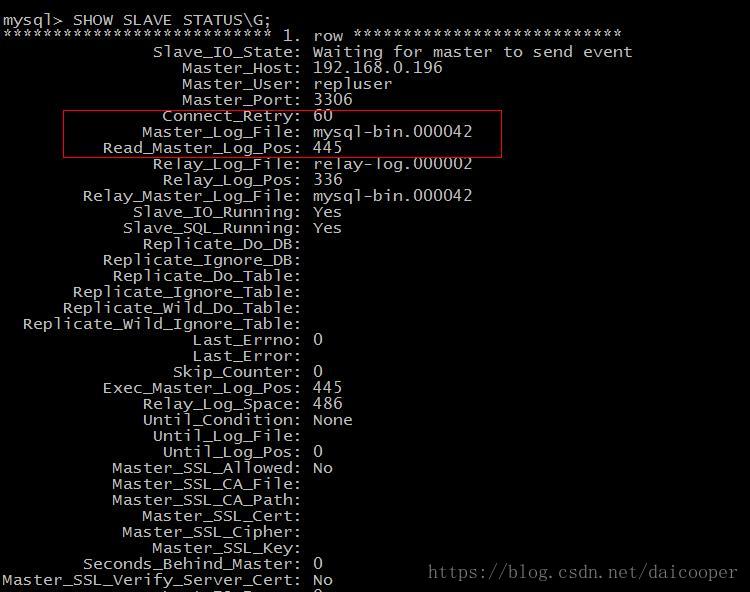 mysql> SHOW SLAVE STATUS\G;
*************************** 1. row ***************************
Slave_IO_State: Waiting for master to send event
Master_Host: 192.168.0.196
Master_User: repluser
Master_Port: 3306
Connect_Retry: 60
Master_Log_File: mysql-bin.000042
Read_Master_Log_Pos: 445
Relay_Log_File: relay-log.000002
Relay_Log_Pos: 336
Relay_Master_Log_File: mysql-bin.000042
Slave_IO_Running: Yes
Slave_SQL_Running: Yes
Replicate_Do_DB:
Replicate_Ignore_DB:
Replicate_Do_Table:
Replicate_Ignore_Table:
Replicate_Wild_Do_Table:
Replicate_Wild_Ignore_Table:
Last_Errno: 0
Last_Error:
Skip_Counter: 0
Exec_Master_Log_Pos: 445
Relay_Log_Space: 486
Until_Condition: None
Until_Log_File:
Until_Log_Pos: 0
Master_SSL_Allowed: No
Master_SSL_CA_File:
Master_SSL_CA_Path:
Master_SSL_Cert:
Master_SSL_Cipher:
Master_SSL_Key:
Seconds_Behind_Master: 0
Master_SSL_Verify_Server_Cert: No
https://blog.csdn.net/daicooper